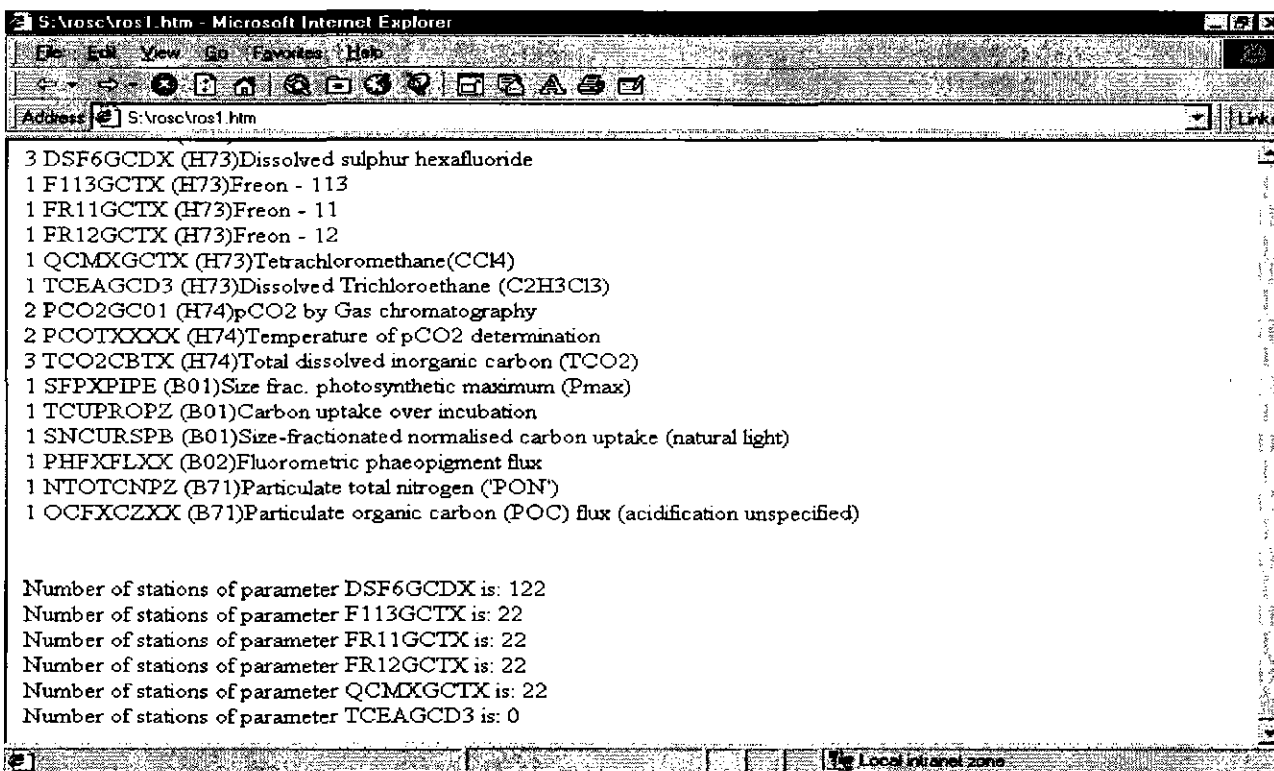 S:\rosc\ros1.htm - Microsoft Internet Explorer
File Edit View Go Favorites Help
Address S:\rosc\ros1.htm Links
3 DSF6GCDX (H73)Dissolved sulphur hexafluoride
1 F113GCTX (H73)Freon - 113
1 FR11GCTX (H73)Freon - 11
1 FR12GCTX (H73)Freon - 12
1 QCMXGCTX (H73)Tetrachloromethane(CCl4)
1 TCEAGCD3 (H73)Dissolved Trichloroethane (C2H3Cl3)
2 PCO2GC01 (H74)pCO2 by Gas chromatography
2 PCOTXXXX (H74)Temperature of pCO2 determination
3 TCO2CBTX (H74)Total dissolved inorganic carbon (TCO2)
1 SFPXPIPE (B01)Size frac. photosynthetic maximum (Pmax)
1 TCUPROPZ (B01)Carbon uptake over incubation
1 SNCURSPB (B01)Size-fractionated normalised carbon uptake (natural light)
1 PHFXFLXX (B02)Fluorometric phaeopigment flux
1 NTOTCNPZ (B71)Particulate total nitrogen ('PON')
1 OCFXCZXX (B71)Particulate organic carbon (POC) flux (acidification unspecified)
Number of stations of parameter DSF6GCDX is: 122
Number of stations of parameter F113GCTX is: 22
Number of stations of parameter FR11GCTX is: 22
Number of stations of parameter FR12GCTX is: 22
Number of stations of parameter QCMXGCTX is: 22
Number of stations of parameter TCEAGCD3 is: 0
Local intranet zone